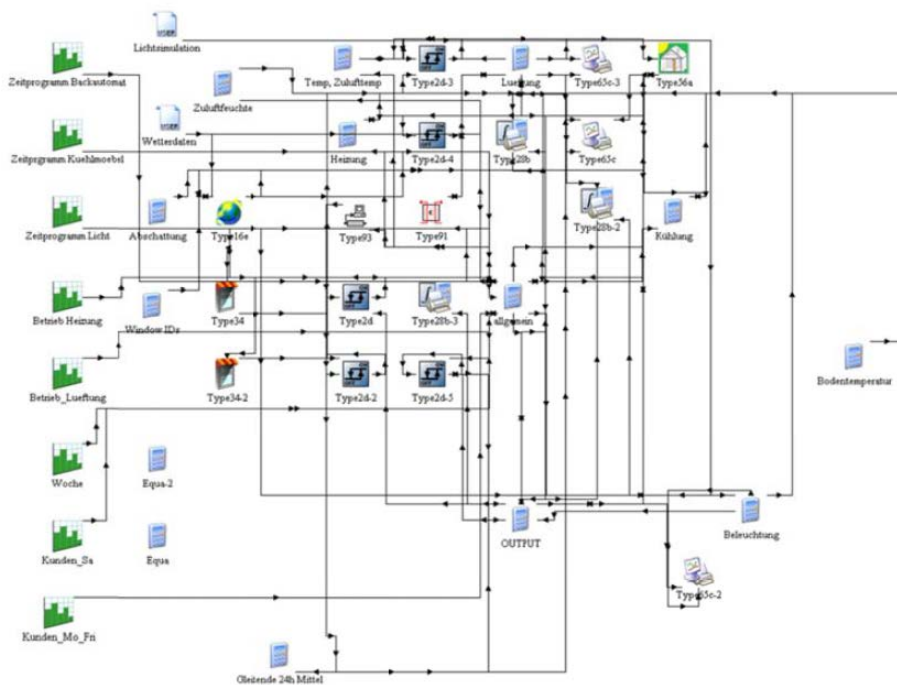 Lichtsimulation
Zeitprogramm Backautomat
Zuluftfeuchte
Temp, Zulufttemp
Type2d-3
Lueftung
Type65c-3
Type56a
Wetterdaten
Zeitprgramm Kuehlmoebel
Heizung
Type2d-4
Type28b
Type65c
Zeitprogramm Licht
Abschattung
Type16e
Type93
Type91
Type28b-2
Kühlung
Betrieb Heizung
Window IDs
Type34
Type2d
Type28b-3
allgemein
Betrieb_Lueftung
Type34-2
Type2d-2
Type2d-5
Bodentemperatur
Woche
Equa-2
Kunden_Sa
Equa
OUTPUT
Beleuchtung
Type65c-2
Kunden_Mo_Fri
Gleitende 24h Mittel